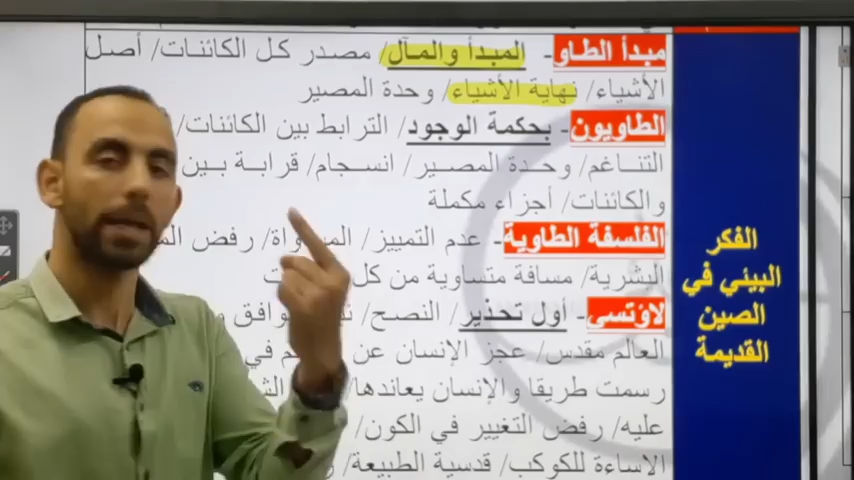 مبدأ الطاو - المبدأ والمآل/ مصدر كل الكائنات/ أصل
الأشياء/ نهاية الأشياء/ وحدة المصير
الطاويون - بحكمة الوجود/ الترابط بين الكائنات/
التناغم/ وحدة المصير/ انسجام/ قرابة بين
والكائنات/ أجزاء مكملة
الفلسفة الطاوية - عدم التمييز/ رفض
البشرية/ مسافة متساوية من كل
لاؤتسى - أول تحذير/ النصح/
العالم مقدس/ عجز الإنسان عن
رسمت طريقا والإنسان يعاندها/
عليه/ رفض التغيير في الكون/
الاساءة للكوكب/ قدسية الطبيعة/
الفكر
البيئي في
الصين
القديمة